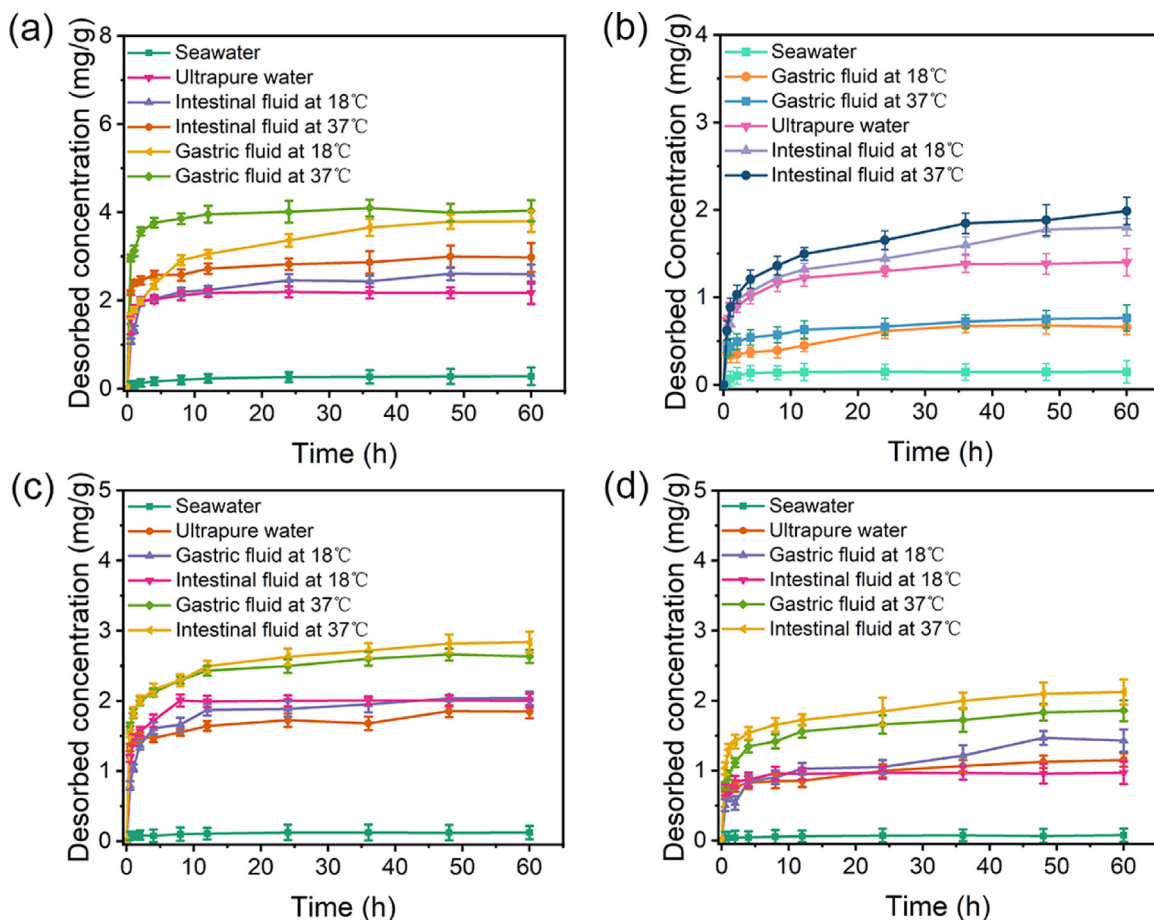 (a)
Desorbed concentration (mg/g)
8
6
4
2
0
Seawater
Ultrapure water
Intestinal fluid at 18℃
Intestinal fluid at 37℃
Gastric fluid at 18℃
Gastric fluid at 37℃
0 10 20 30 40 50 60
Time (h)
(b)
Desorbed Concentration (mg/g)
4
3
2
1
0
Seawater
Gastric fluid at 18℃
Gastric fluid at 37℃
Ultrapure water
Intestinal fluid at 18℃
Intestinal fluid at 37℃
0 10 20 30 40 50 60
Time (h)
(c)
Desorbed concentration (mg/g)
5
4
3
2
1
0
Seawater
Ultrapure water
Gastric fluid at 18℃
Intestinal fluid at 18℃
Gastric fluid at 37℃
Intestinal fluid at 37℃
0 10 20 30 40 50 60
Time (h)
(d)
Desorbed concentration (mg/g)
5
4
3
2
1
0
Seawater
Ultrapure water
Gastric fluid at 18℃
Intestinal fluid at 18℃
Gastric fluid at 37℃
Intestinal fluid at 37℃
0 10 20 30 40 50 60
Time (h)